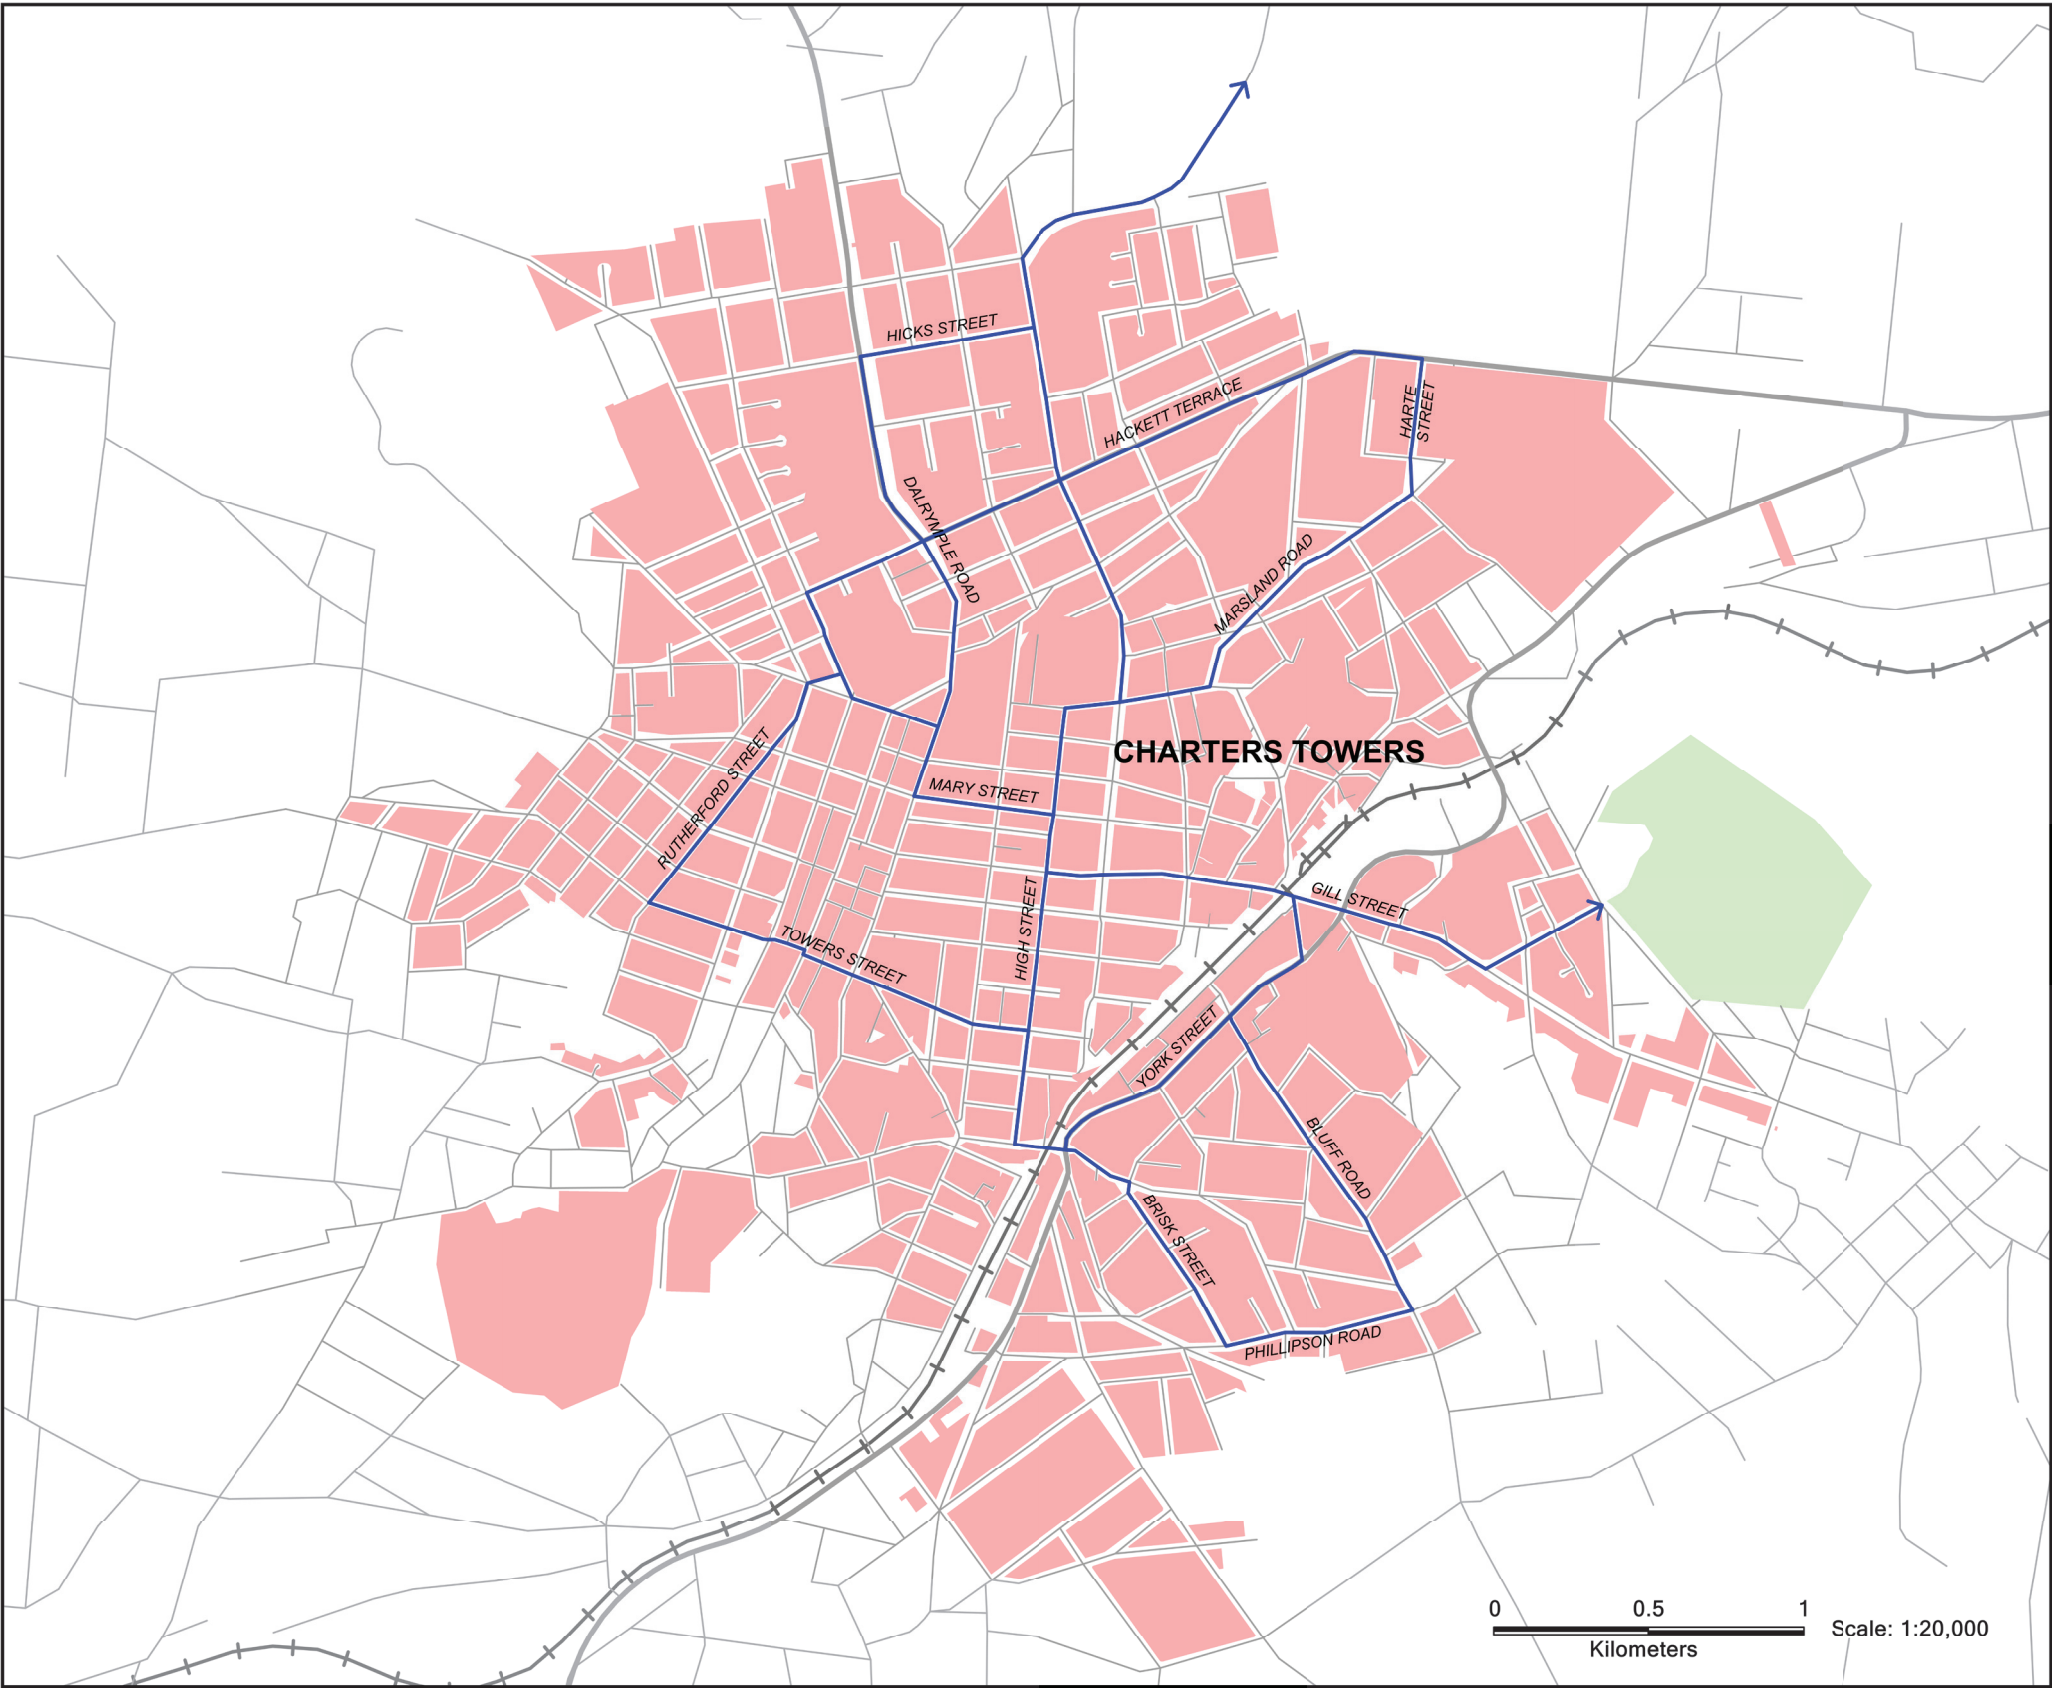 HICKS STREET
HACKETT TERRACE
HARTE
STREET
DALRYMPLE ROAD
MARSLAND ROAD
CHARTERS TOWERS
RUTHERFORD STREET
MARY STREET
GILL STREET
HIGH STREET
TOWERS STREET
YORK STREET
BLUFF ROAD
BRISK STREET
PHILLIPSON ROAD
0 0.5 1
Scale: 1:20,000
Kilometers